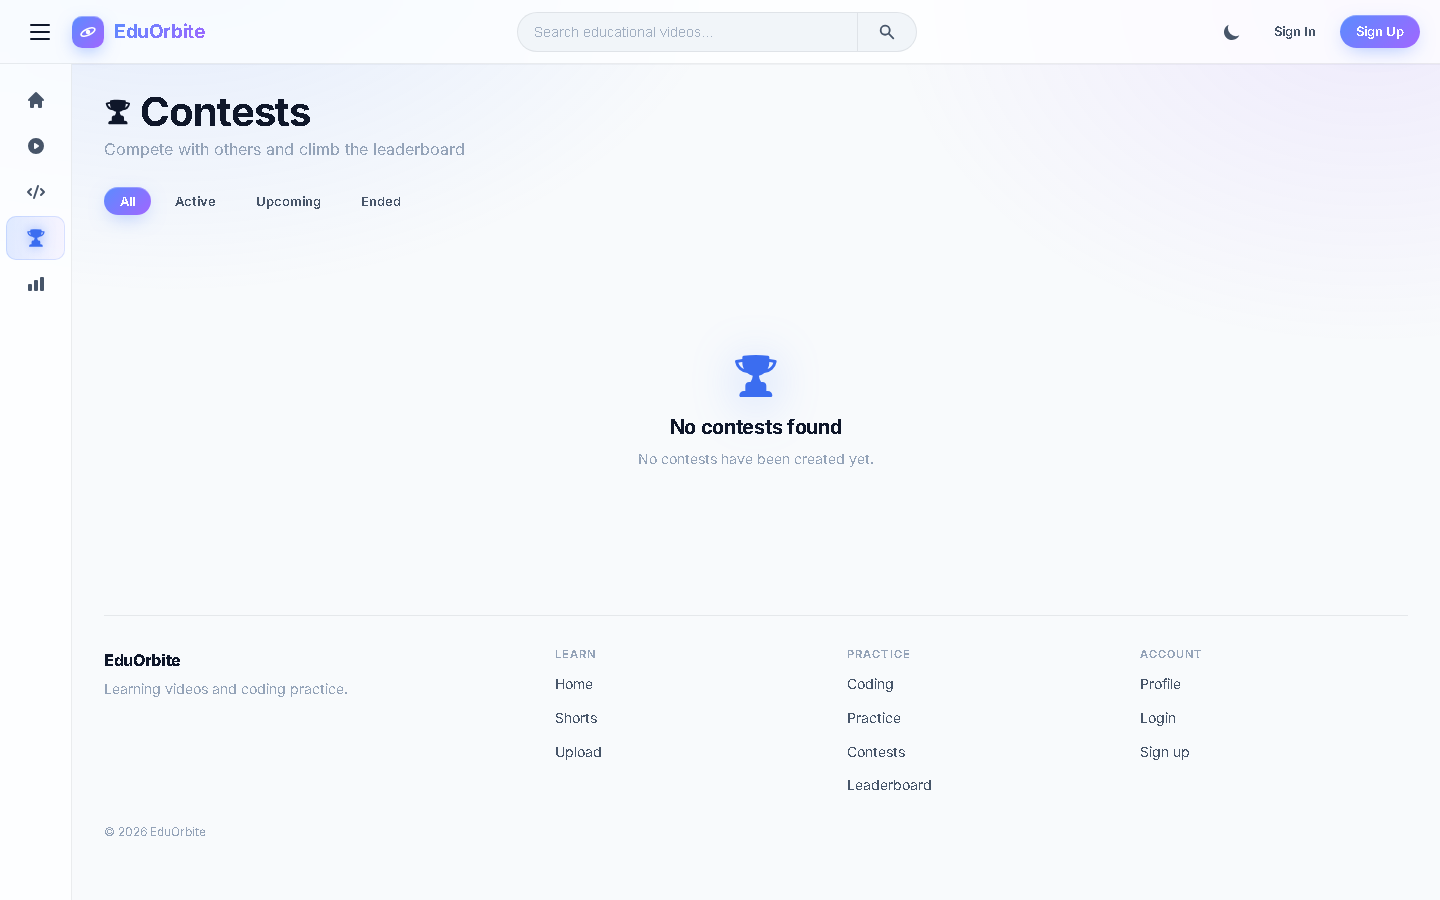 EduOrbite
Search educational videos...
Sign In
Sign Up
Contests
Compete with others and climb the leaderboard
All
Active
Upcoming
Ended
No contests found
No contests have been created yet.
EduOrbite
Learning videos and coding practice.
LEARN
Home
Shorts
Upload
PRACTICE
Coding
Practice
Contests
Leaderboard
ACCOUNT
Profile
Login
Sign up
© 2026 EduOrbite